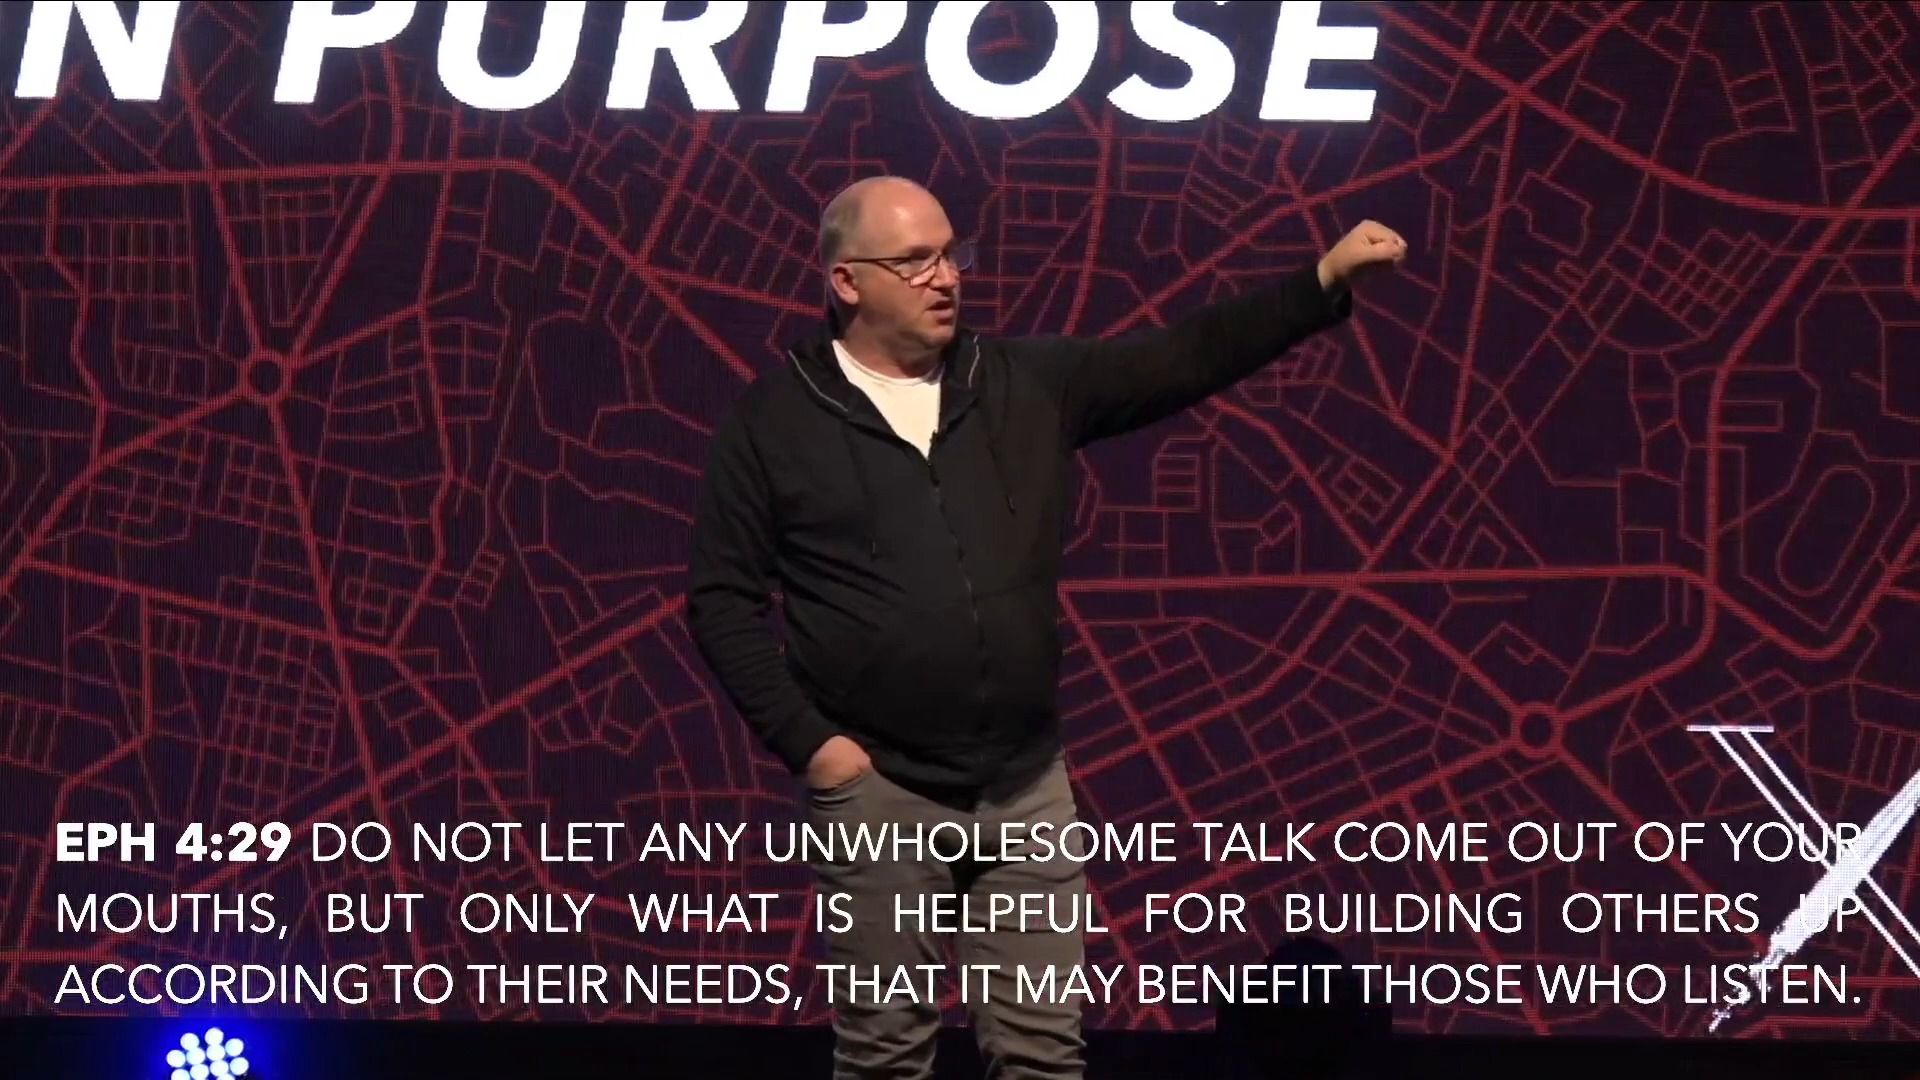 N PURPOSE
EPH 4:29 DO NOT LET ANY UNWHOLESOME TALK COME OUT OF YOUR
MOUTHS, BUT ONLY WHAT IS HELPFUL FOR BUILDING OTHERS UP
ACCORDING TO THEIR NEEDS, THAT IT MAY BENEFIT THOSE WHO LISTEN.
X